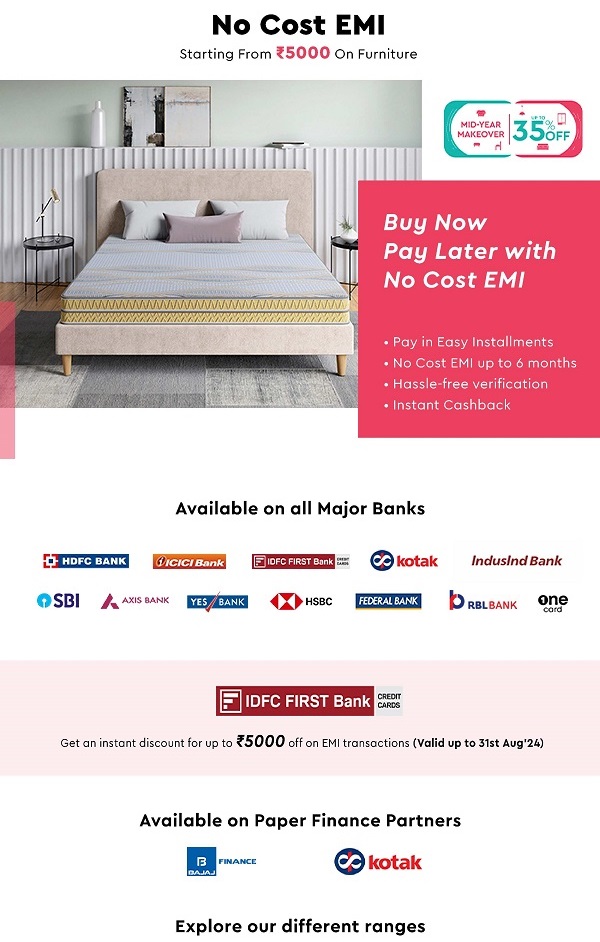 No Cost EMI
Starting From ₹5000 On Furniture
MID-YEAR
MAKEOVER
UP TO
35% OFF
Buy Now
Pay Later with
No Cost EMI
• Pay in Easy Installments
• No Cost EMI up to 6 months
• Hassle-free verification
• Instant Cashback
Available on all Major Banks
HDFC BANK
ICICI Bank
IDFC FIRST Bank
CREDIT
CARDS
kotak
IndusInd Bank
SBI
AXIS BANK
YES BANK
HSBC
FEDERAL BANK
RBL BANK
one
card
IDFC FIRST Bank
CREDIT
CARDS
Get an instant discount for up to ₹5000 off on EMI transactions (Valid up to 31st Aug'24)
Available on Paper Finance Partners
B
BAJAJ
FINANCE
kotak
Explore our different ranges